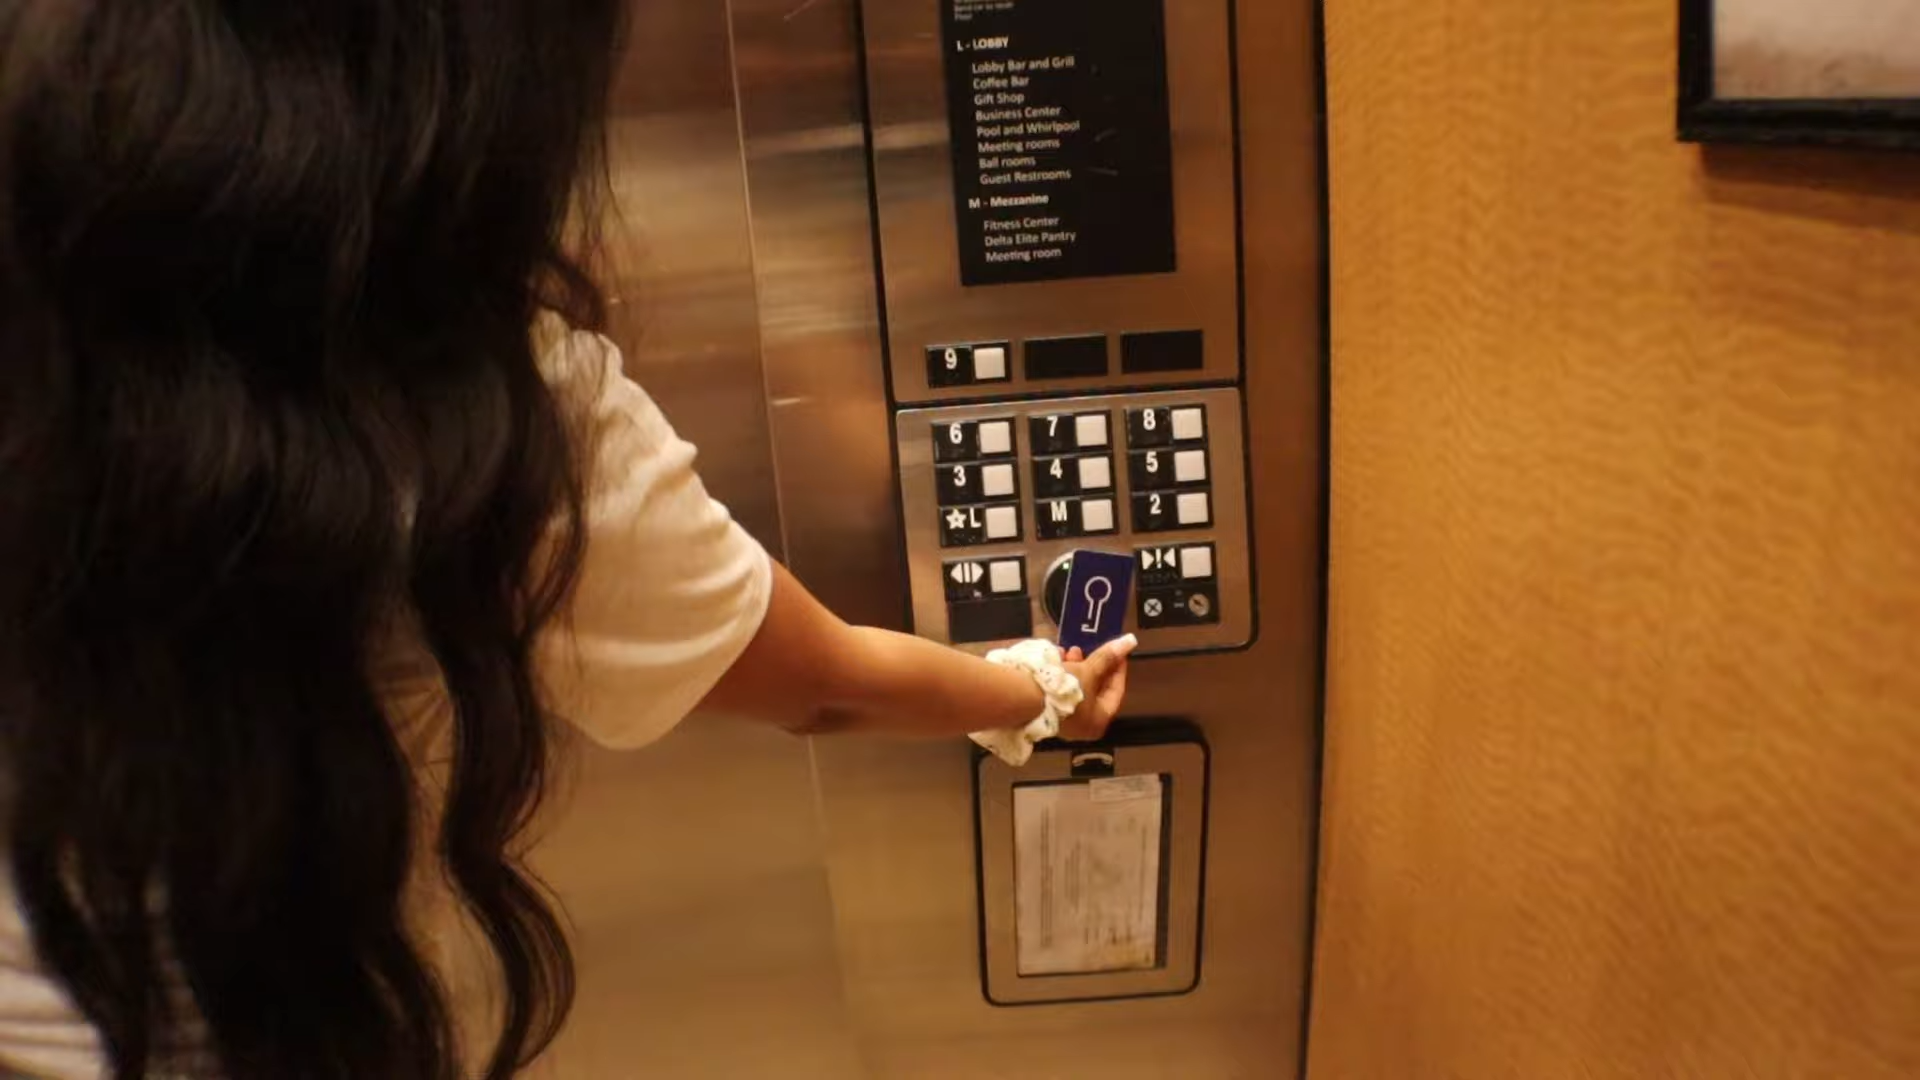 Floor
L - LOBBY
Lobby Bar and Grill
Coffee Bar
Gift Shop
Business Center
Pool and Whirlpool
Meeting rooms
Ball rooms
Guest Restrooms
M - Mezzanine
Fitness Center
Delta Elite Pantry
Meeting room
9
6 7 8
3 4 5
☆L M 2